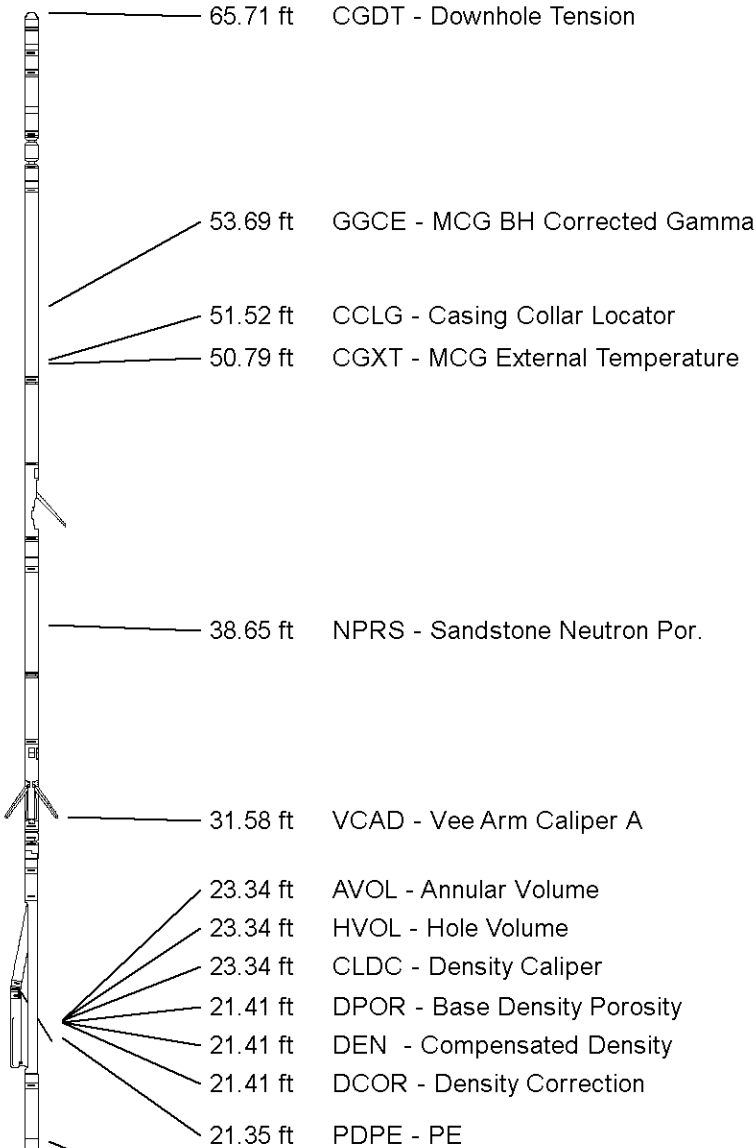 65.71 ft CGDT - Downhole Tension
53.69 ft GGCE - MCG BH Corrected Gamma
51.52 ft CCLG - Casing Collar Locator
50.79 ft CGXT - MCG External Temperature
38.65 ft NPRS - Sandstone Neutron Por.
31.58 ft VCAD - Vee Arm Caliper A
23.34 ft AVOL - Annular Volume
23.34 ft HVOL - Hole Volume
23.34 ft CLDC - Density Caliper
21.41 ft DPOR - Base Density Porosity
21.41 ft DEN - Compensated Density
21.41 ft DCOR - Density Correction
21.35 ft PDPE - PE